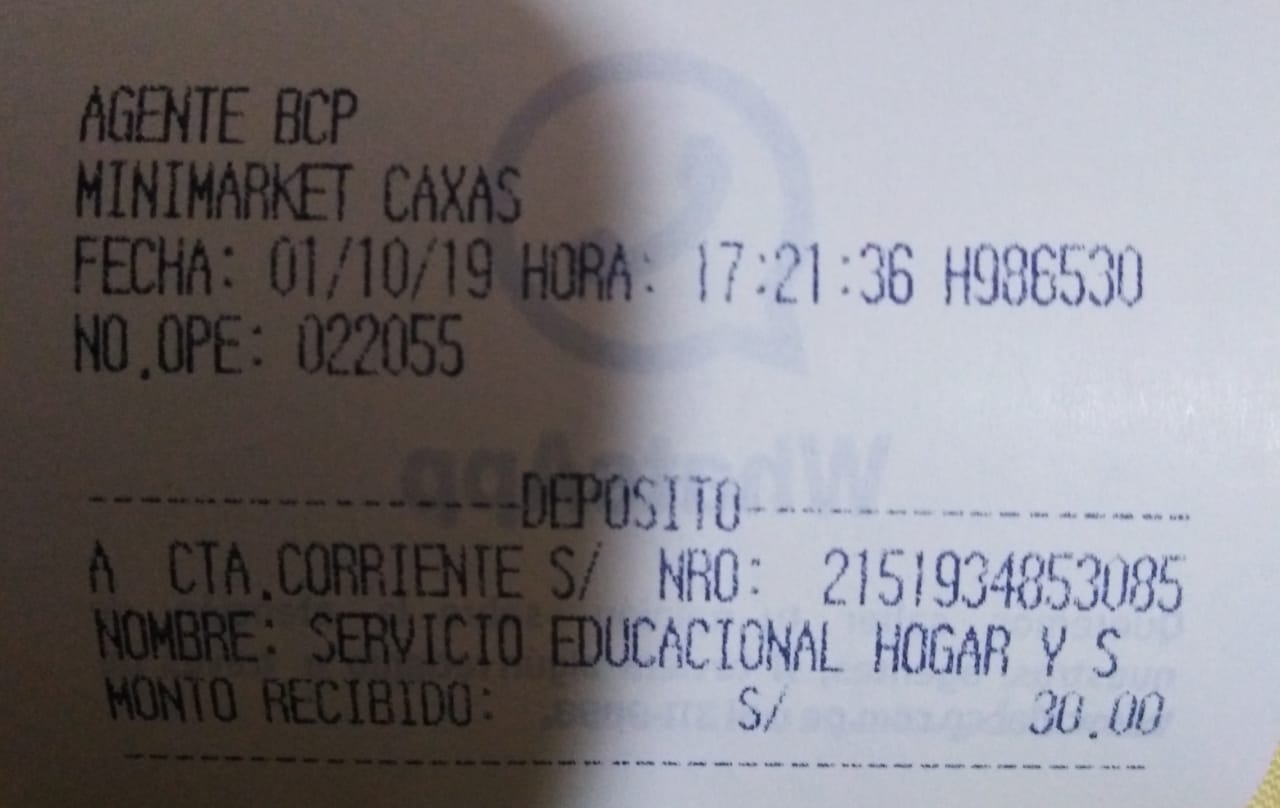 AGENTE BCP
MINIMARKET CAXAS
FECHA: 01/10/19 HORA: 17:21:36 H986530
NO.OPE: 022055
DEPOSITO
A CTA.CORRIENTE S/ NRO: 2151934853085
NOMBRE: SERVICIO EDUCACIONAL HOGAR Y S
MONTO RECIBIDO: S/ 30.00
WhatsApp